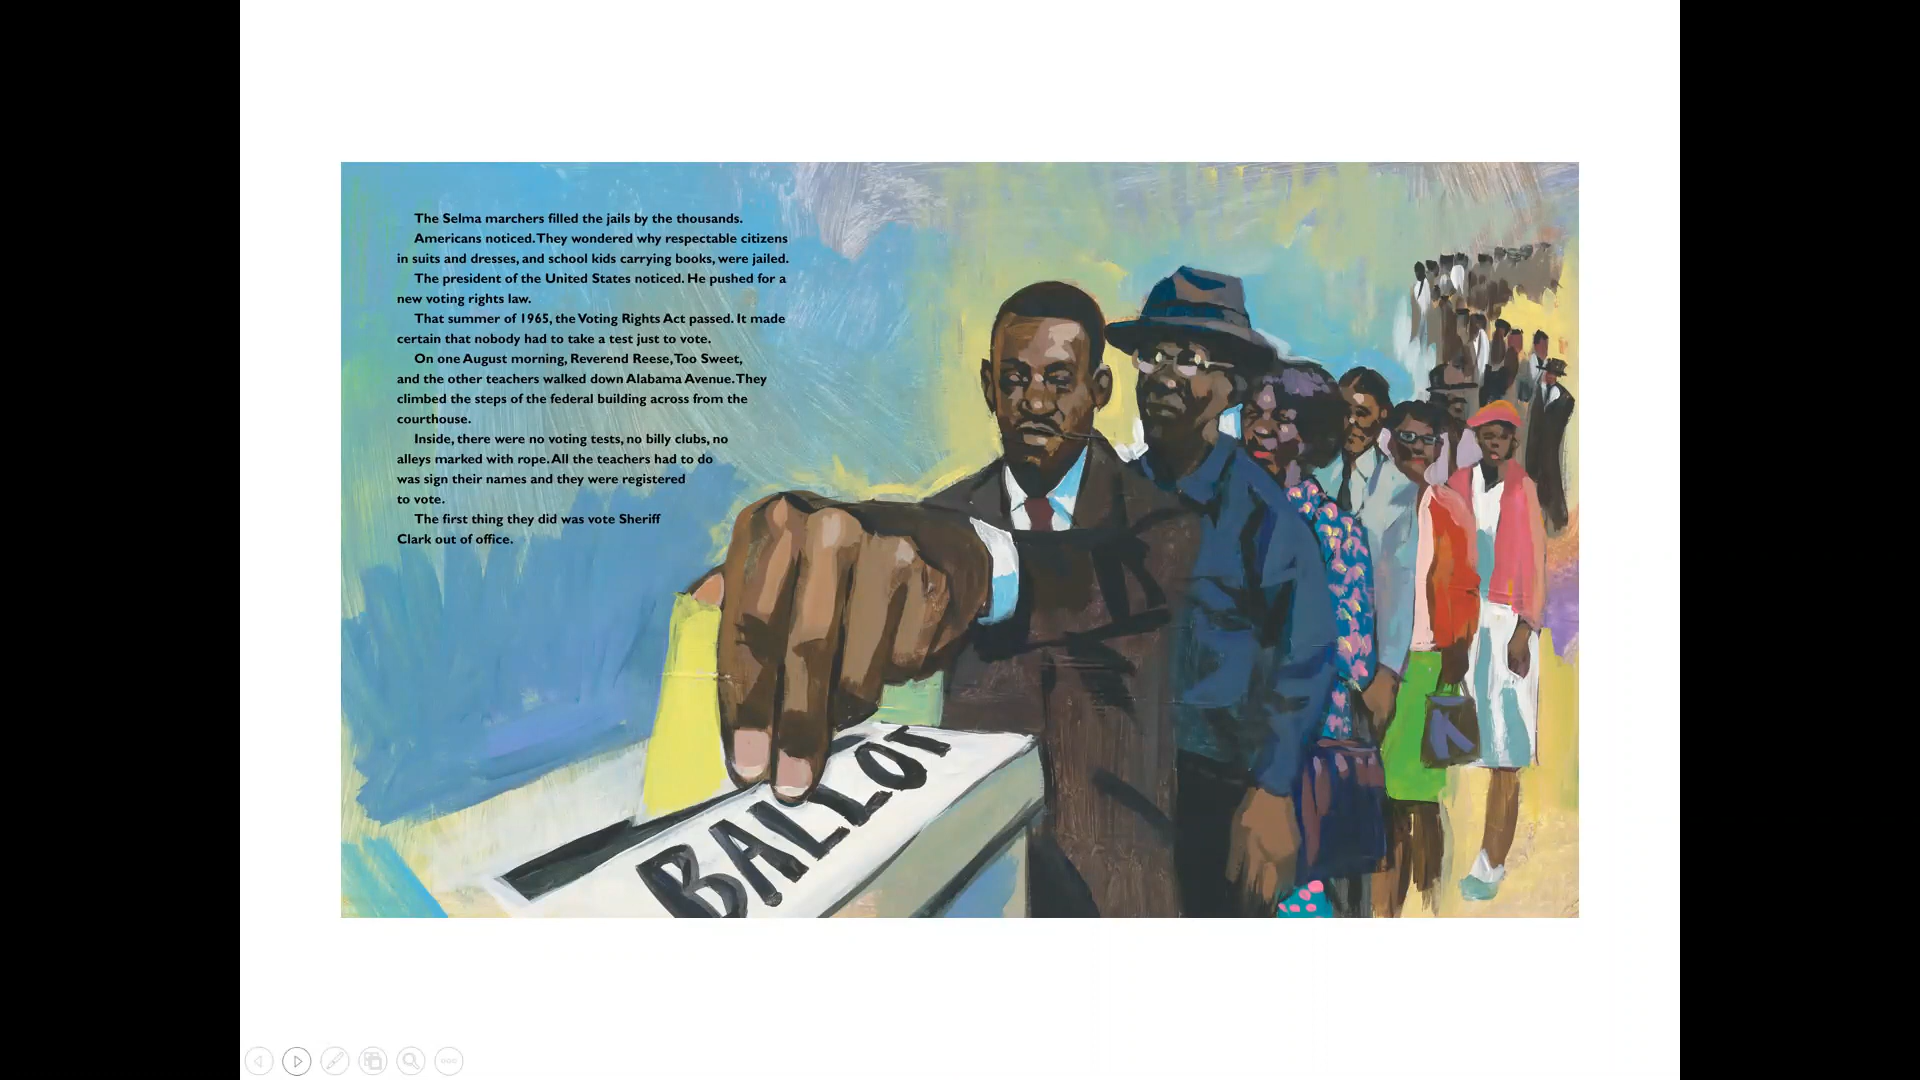 The Selma marchers filled the jails by the thousands.
Americans noticed. They wondered why respectable citizens
in suits and dresses, and school kids carrying books, were jailed.
The president of the United States noticed. He pushed for a
new voting rights law.
That summer of 1965, the Voting Rights Act passed. It made
certain that nobody had to take a test just to vote.
On one August morning, Reverend Reese, Too Sweet,
and the other teachers walked down Alabama Avenue. They
climbed the steps of the federal building across from the
courthouse.
Inside, there were no voting tests, no billy clubs, no
alleys marked with rope. All the teachers had to do
was sign their names and they were registered
to vote.
The first thing they did was vote Sheriff
Clark out of office.
BALLOT